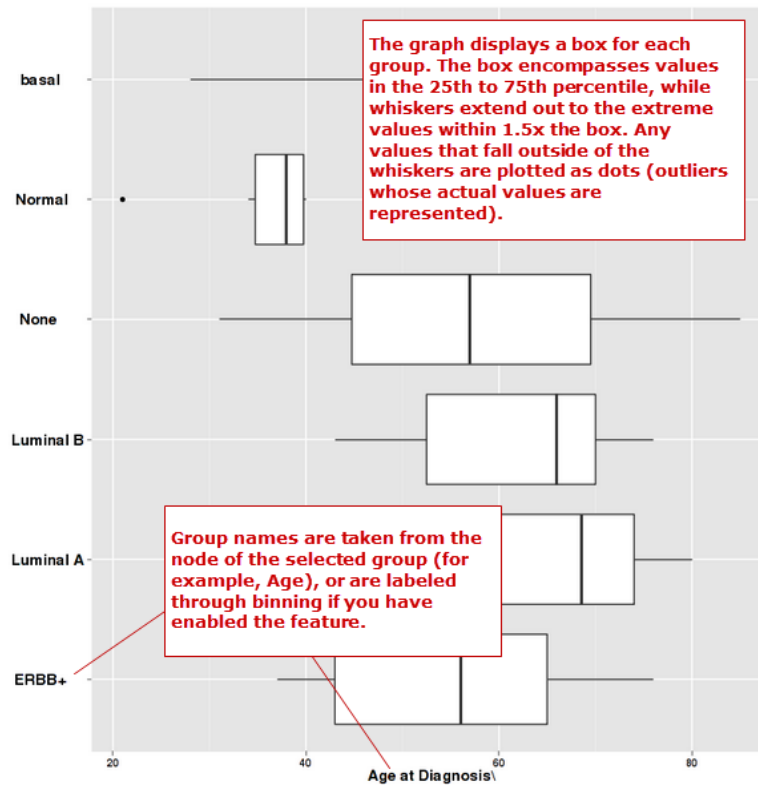 The graph displays a box for each
group. The box encompasses values
in the 25th to 75th percentile, while
whiskers extend out to the extreme
values within 1.5x the box. Any
values that fall outside of the
whiskers are plotted as dots (outliers
whose actual values are
represented).
basal
Normal
None
Luminal B
Luminal A
ERBB+
Group names are taken from the
node of the selected group (for
example, Age), or are labeled
through binning if you have
enabled the feature.
20 40 60 80
Age at Diagnosis\